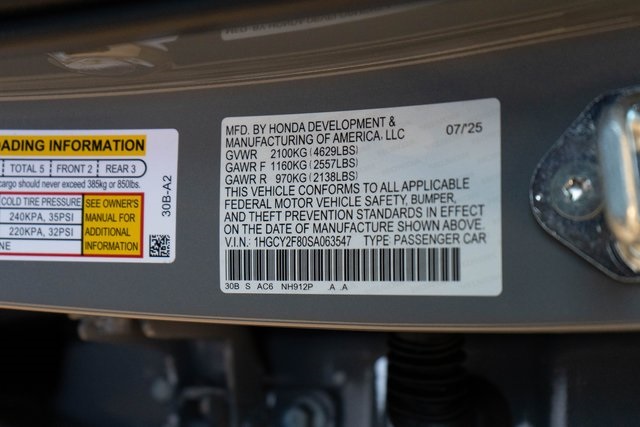 OADING INFORMATION
TOTAL 5 FRONT 2 REAR 3
cargo should never exceed 385kg or 850lbs.
COLD TIRE PRESSURE
240KPA, 35PSI
220KPA, 32PSI
NE
SEE OWNER'S
MANUAL FOR
ADDITIONAL
INFORMATION
30B-A2
MFD. BY HONDA DEVELOPMENT & 07/'25
MANUFACTURING OF AMERICA, LLC
GVWR 2100KG (4629LBS)
GAWR F 1160KG (2557LBS)
GAWR R 970KG (2138LBS)
THIS VEHICLE CONFORMS TO ALL APPLICABLE
FEDERAL MOTOR VEHICLE SAFETY, BUMPER,
AND THEFT PREVENTION STANDARDS IN EFFECT
ON THE DATE OF MANUFACTURE SHOWN ABOVE.
V.I.N.: 1HGCY2F80SA063547 TYPE PASSENGER CAR
30B S AC6 NH912P .A .A